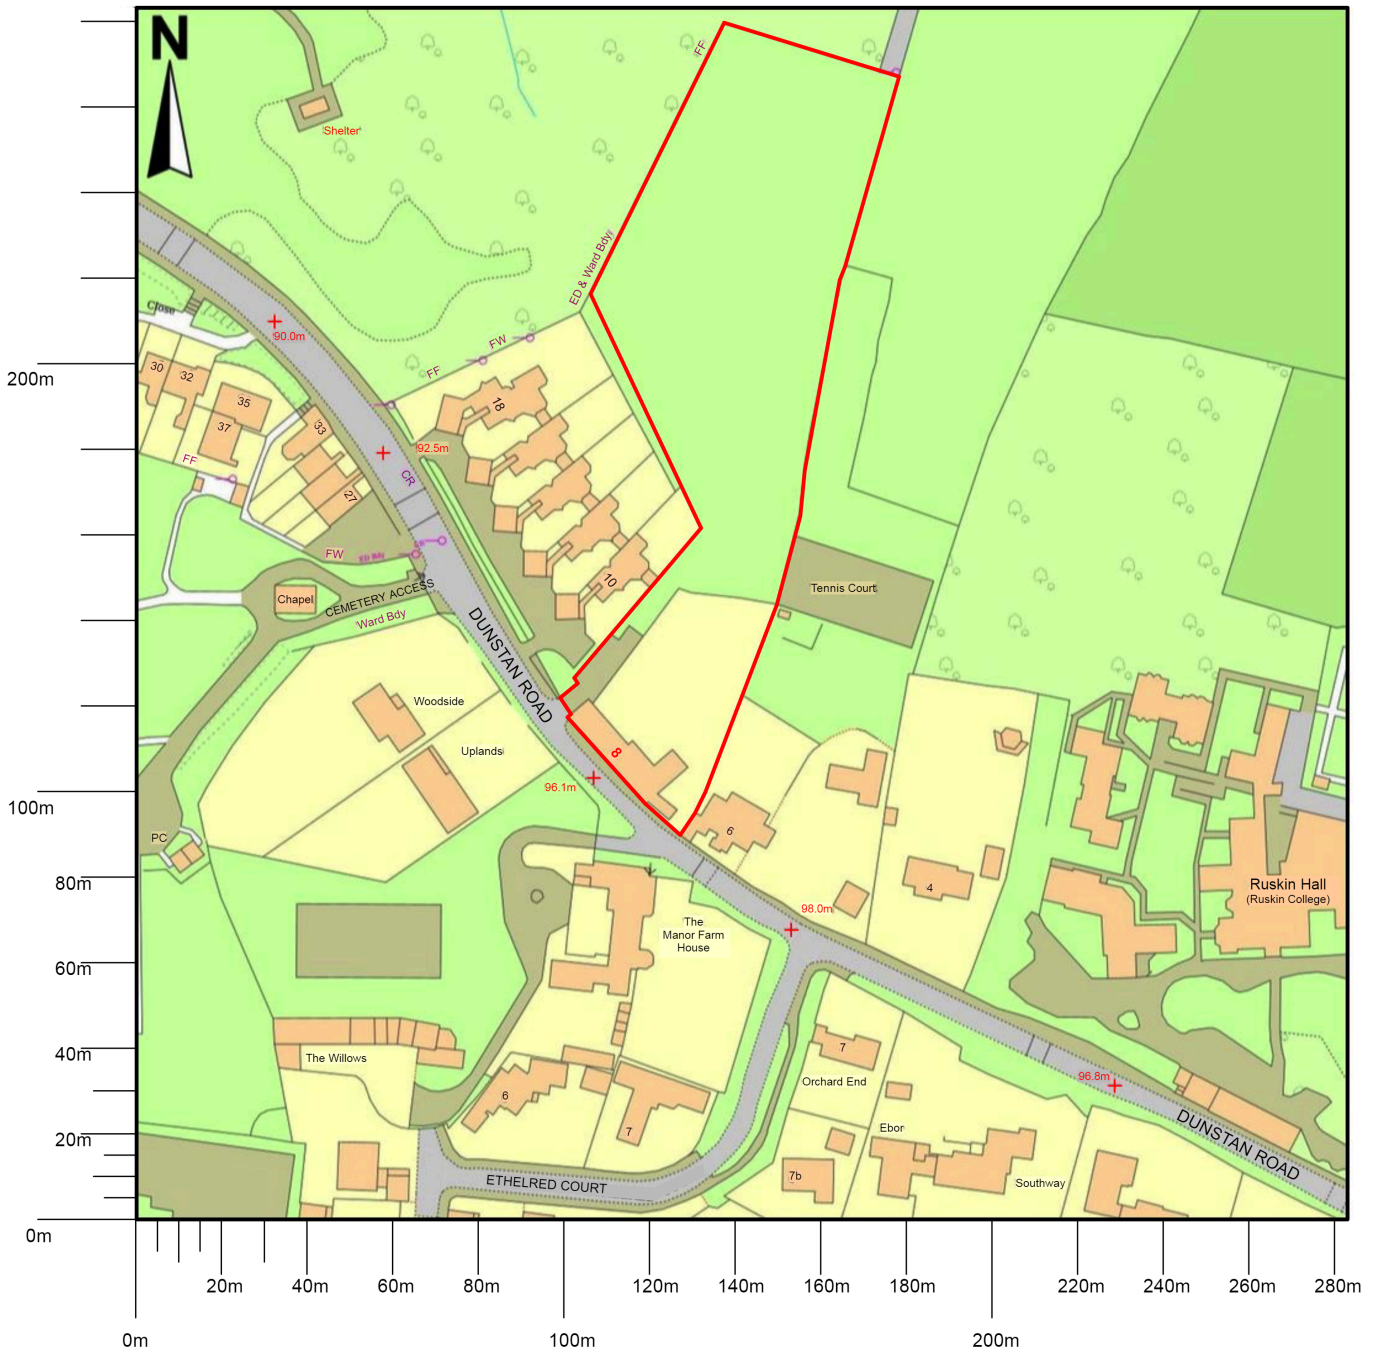 N
FF
Shelter
ED & Ward Bdy
Close
90.0m
FW
FF
30
32
35
37
33
27
18
92.5m
CR
FF
200m
FW
ED Bdy
10
Tennis Court
Chapel
CEMETERY ACCESS
Ward Bdy
DUNSTAN ROAD
Woodside
Uplands
8
96.1m
100m
6
PC
4
Ruskin Hall
(Ruskin College)
80m
98.0m
The
Manor Farm
House
60m
40m
The Willows
7
Orchard End
96.8m
6
7
Ebor
DUNSTAN ROAD
20m
7b
Southway
ETHELRED COURT
0m
20m
40m
60m
80m
120m
140m
160m
180m
220m
240m
260m
280m
0m
100m
200m